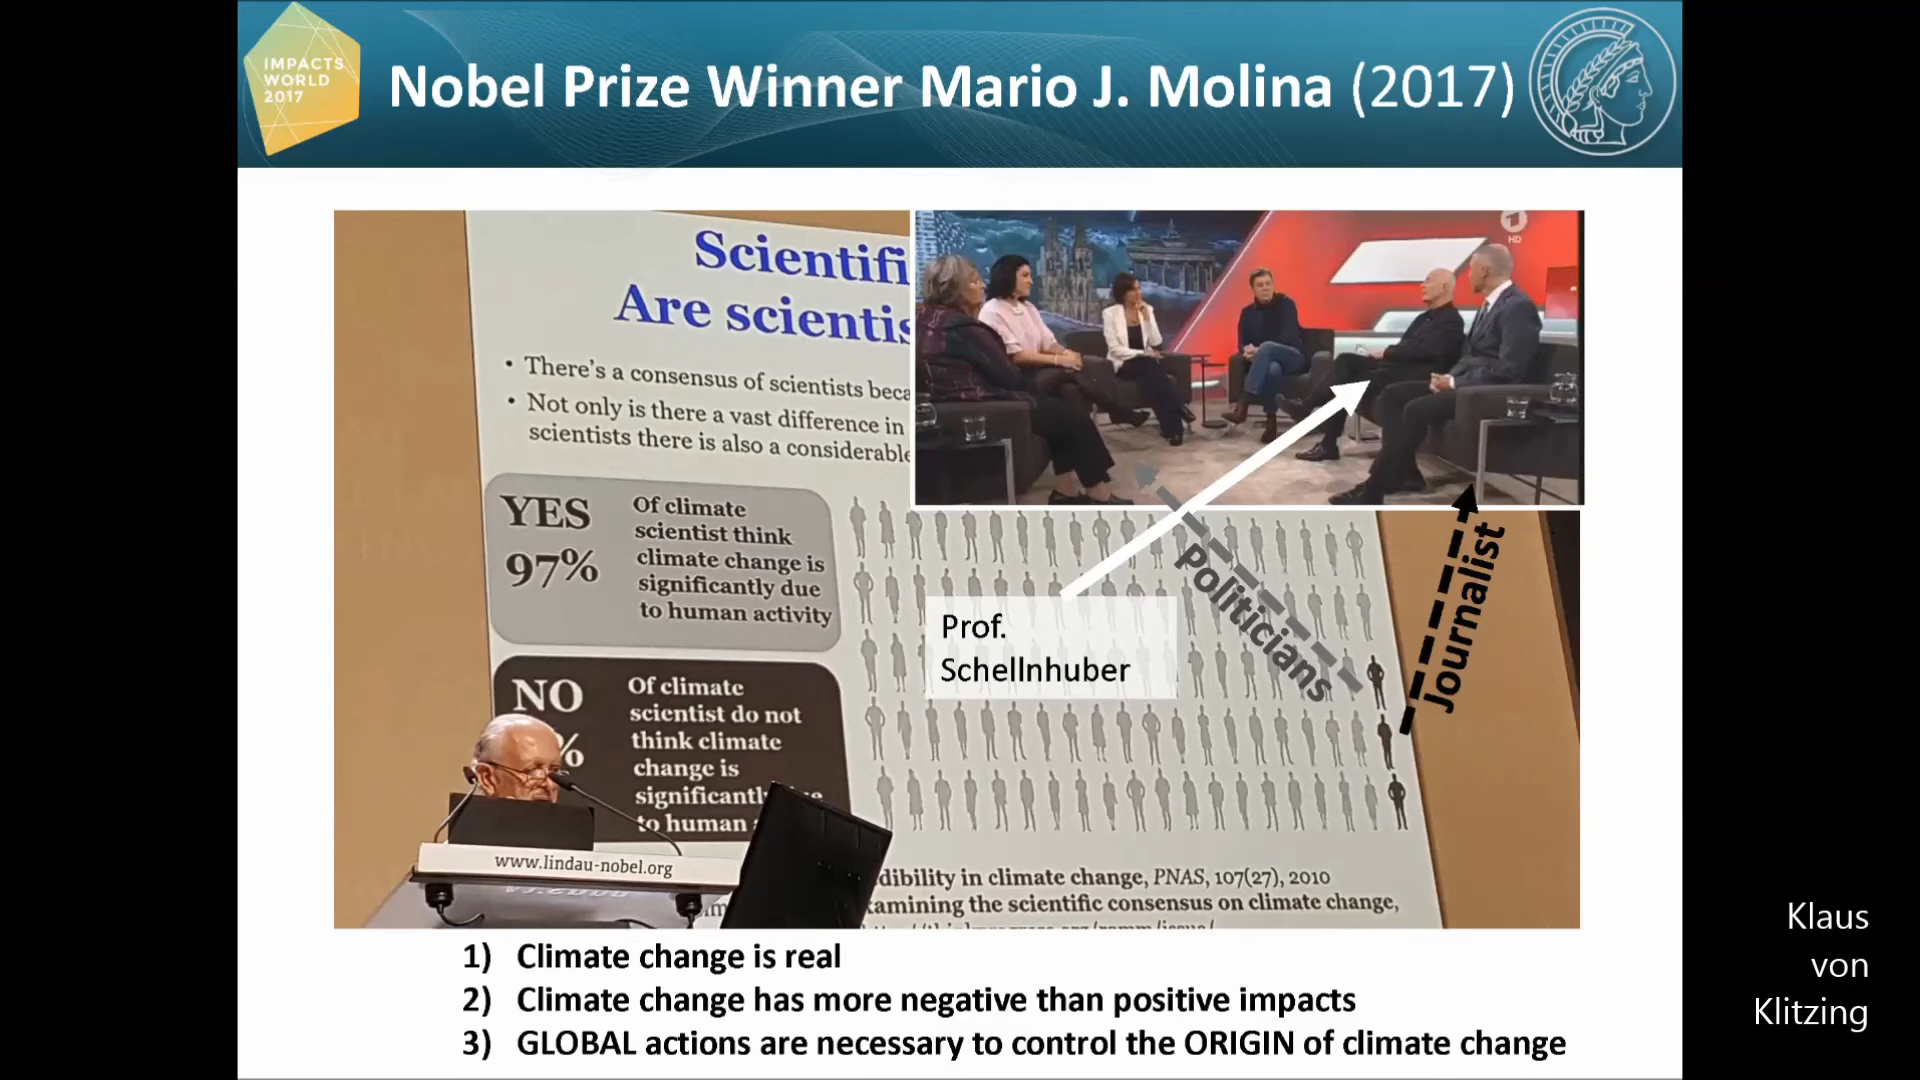 IMPACTS
WORLD
2017
Nobel Prize Winner Mario J. Molina (2017)
Scientifi
Are scientis
• There's a consensus of scientists beca
• Not only is there a vast difference in
scientists there is also a considerable
YES
97%
Of climate
scientist think
climate change is
significantly due
to human activity
NO
%
Of climate
scientist do not
think climate
change is
significantly
to human
1
HD
Prof.
Schellnhuber
Politicians
Journalist
www.lindau-nobel.org
dibility in climate change, PNAS, 107(27), 2010
amining the scientific consensus on climate change,
1) Climate change is real
2) Climate change has more negative than positive impacts
3) GLOBAL actions are necessary to control the ORIGIN of climate change
Klaus
von
Klitzing